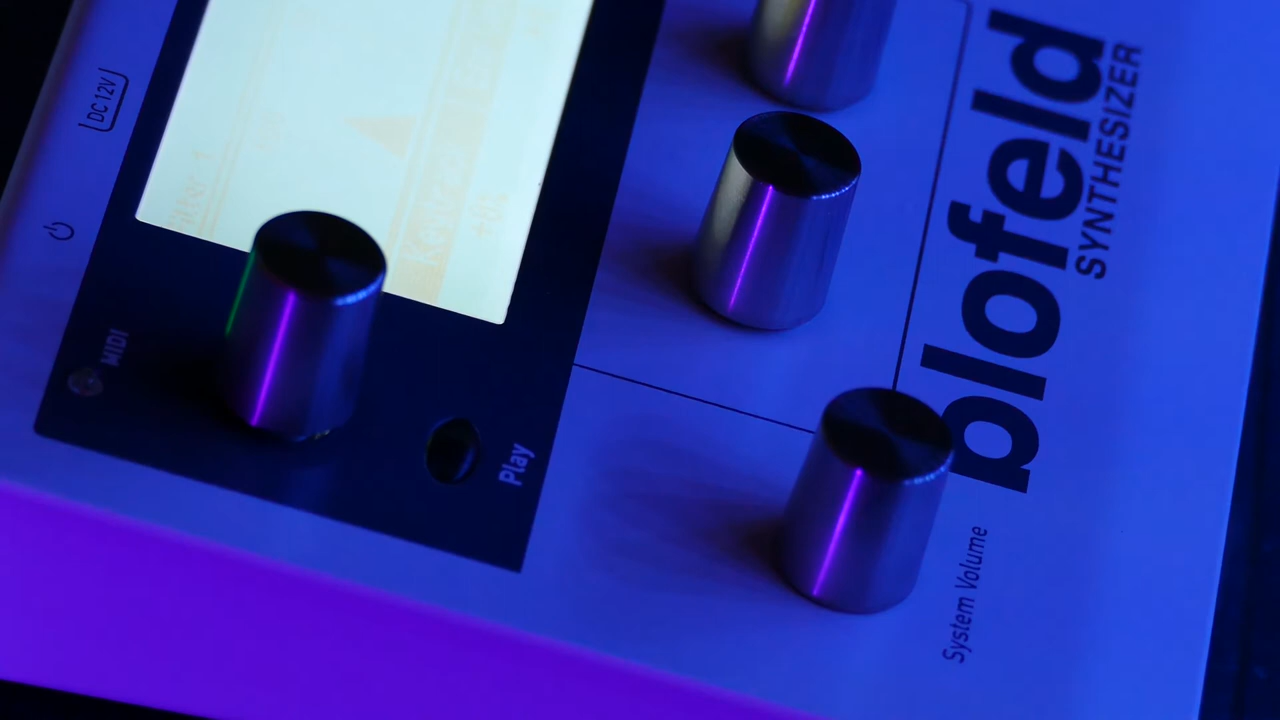 blofeld
SYNTHESIZER
System Volume
Play
MIDI
DC 12V